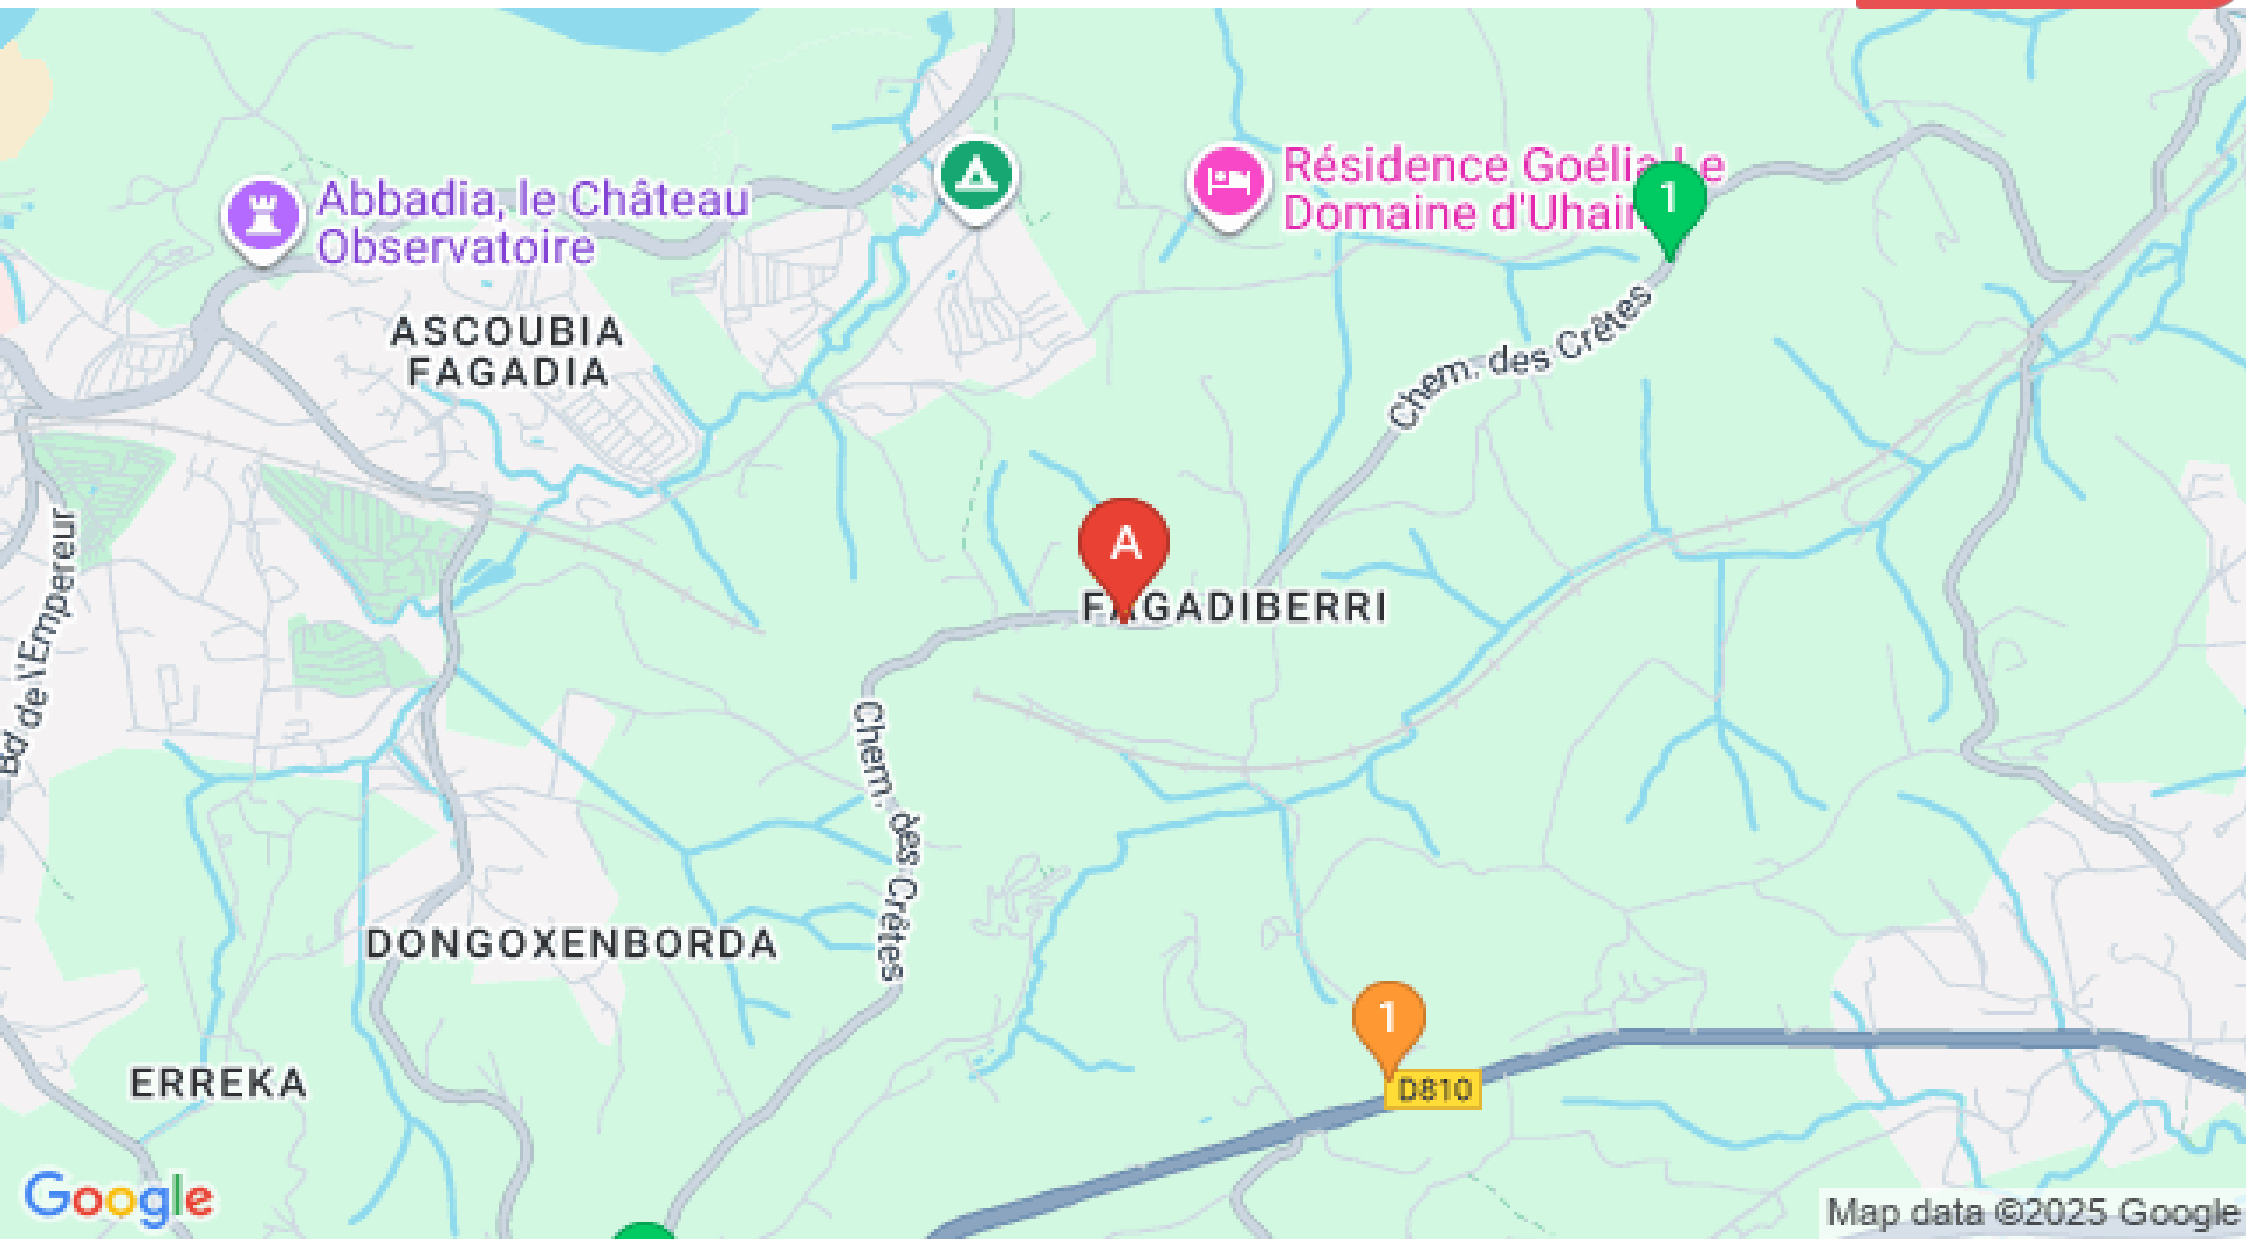 Résidence Goélia Le
Domaine d'Uhain
1
Abbadia, le Château
Observatoire
ASCOUBIA
FAGADIA
Chem. des Crêtes
A
FAGADIBERRI
Bd de l'Empereur
Chem. des Crêtes
DONGOXENBORDA
1
D810
ERREKA
Google
Map data ©2025 Google